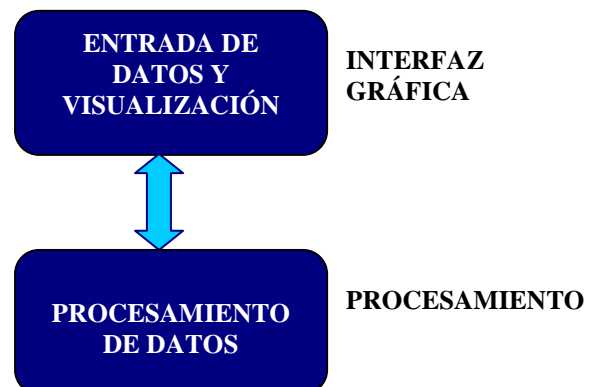 ENTRADA DE
DATOS Y
VISUALIZACIÓN
INTERFAZ
GRÁFICA
PROCESAMIENTO
DE DATOS
PROCESAMIENTO